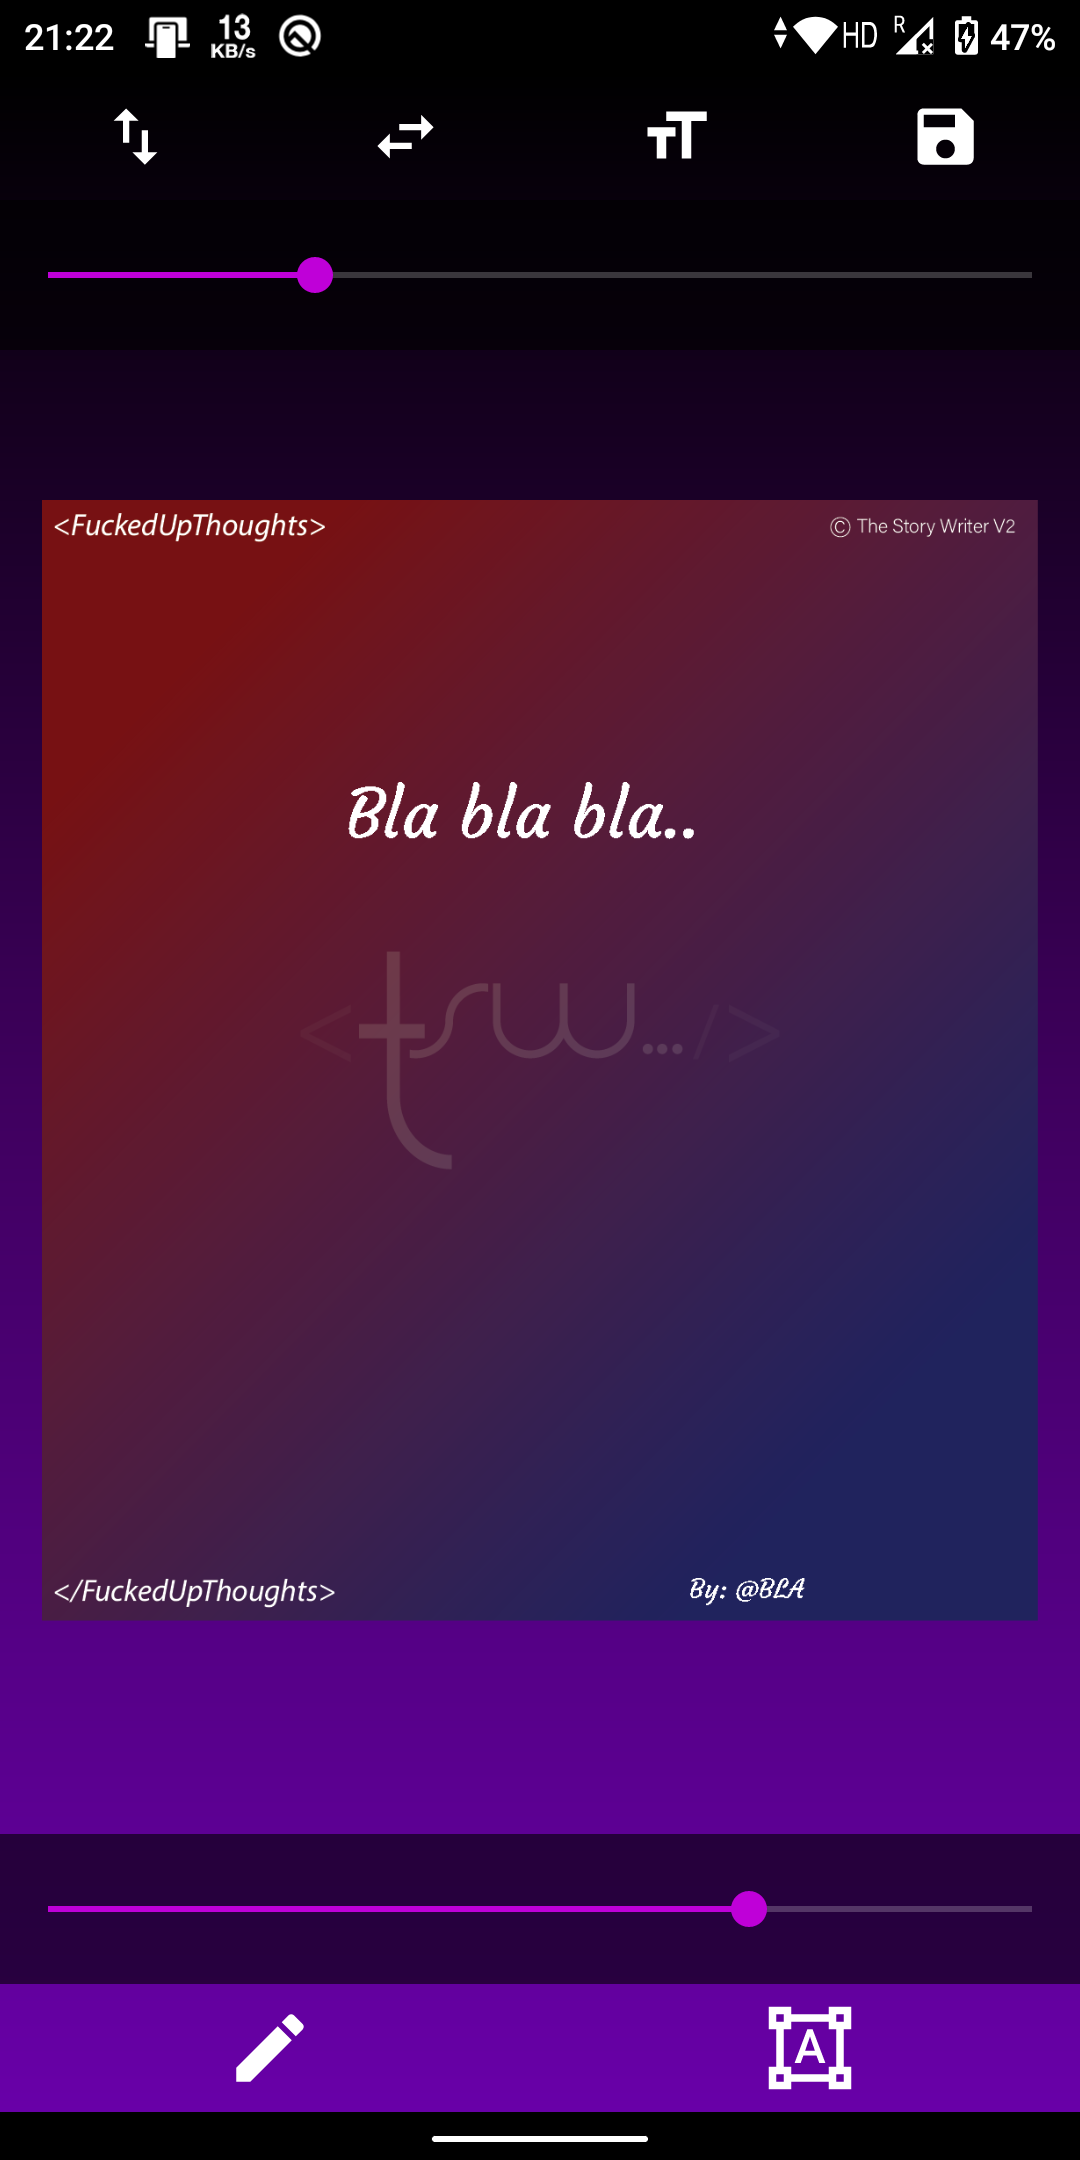 21:22
13
KB/s
HD
R
47%
<FuckedUpThoughts>
© The Story Writer V2
Bla bla bla..
<tsw.../>
</FuckedUpThoughts>
By: @BLA
A